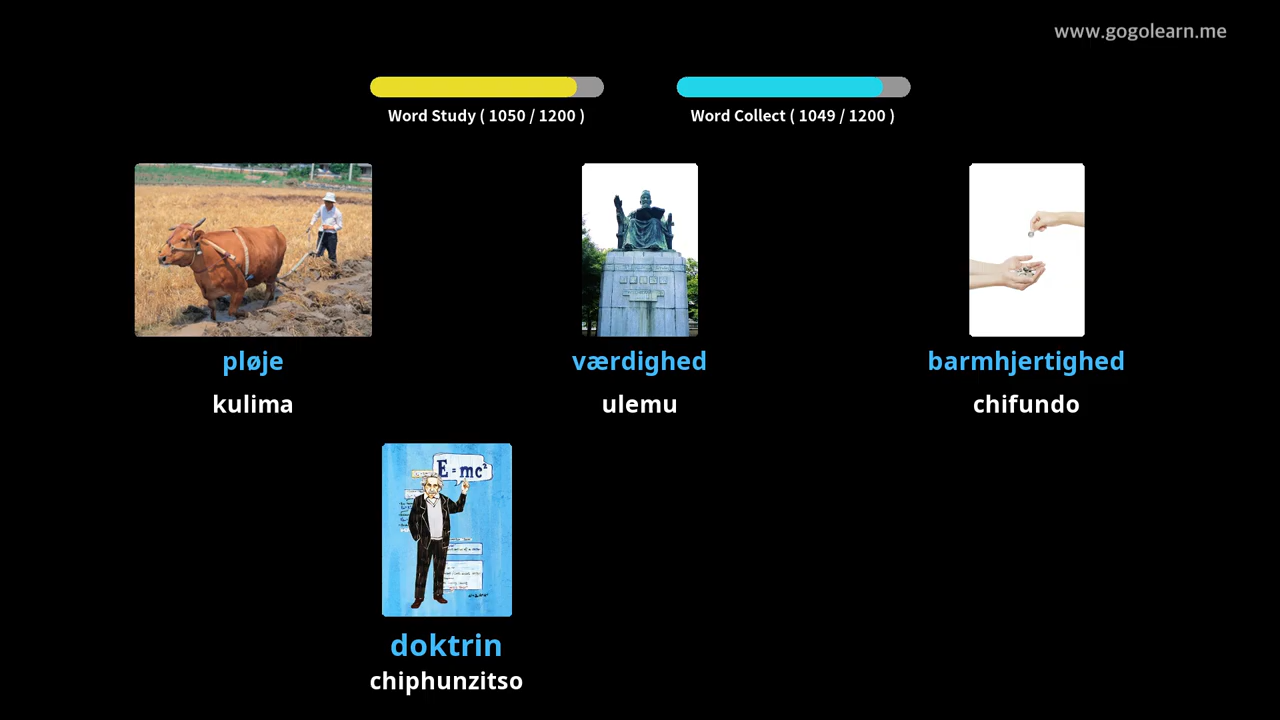 www.gogolearn.me
Word Study ( 1050 / 1200 )
Word Collect ( 1049 / 1200 )
pløje
værdighed
barmhjertighed
kulima
ulemu
chifundo
E=mc²
doktrin
chiphunzitso